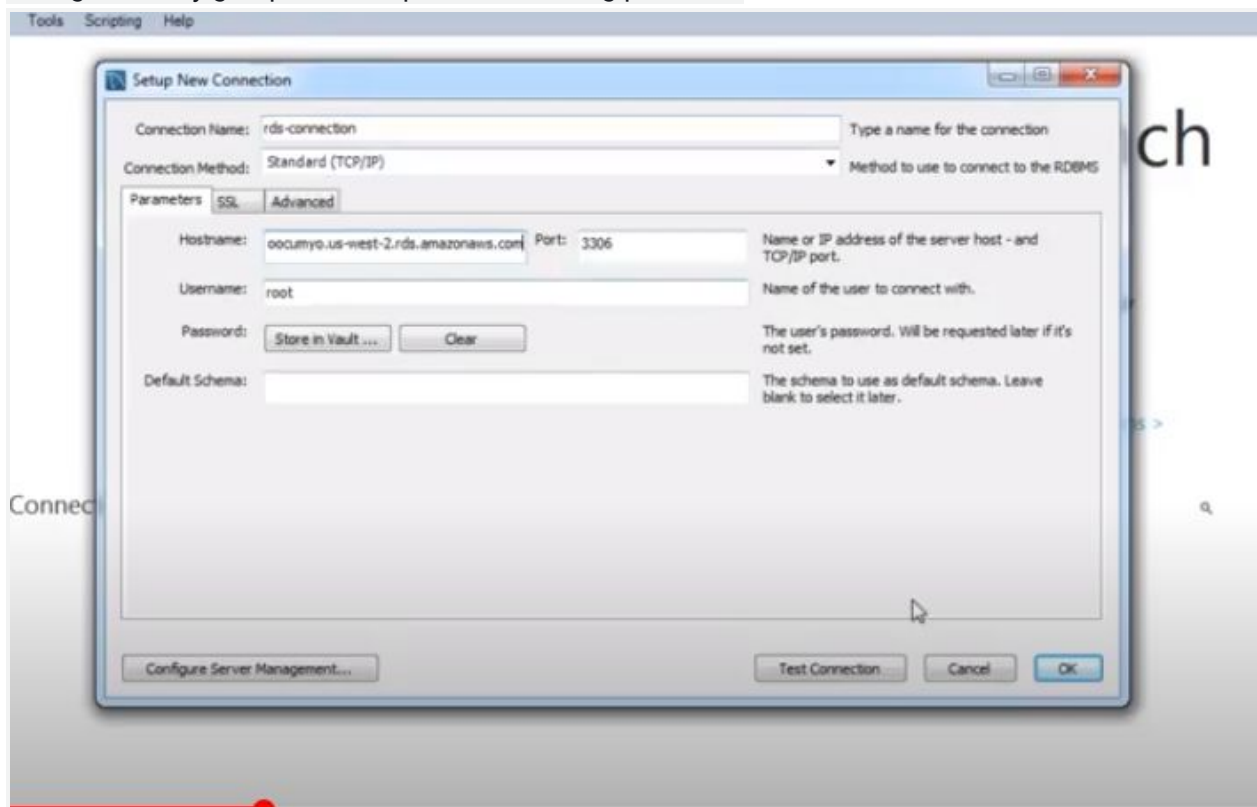 Tools Scripting Help
Setup New Connection
Connection Name: rds-connection Type a name for the connection
ch
Connection Method: Standard (TCP/IP) Method to use to connect to the RDBMS
Parameters SSL Advanced
Hostname: oocumyo.us-west-2.rds.amazonaws.com Port: 3306 Name or IP address of the server host - and
TCP/IP port.
Username: root Name of the user to connect with.
Password: Store in Vault ... Clear The user's password. Will be requested later if it's
not set.
Default Schema: The schema to use as default schema. Leave
blank to select it later.
Connec
Configure Server Management... Test Connection Cancel OK